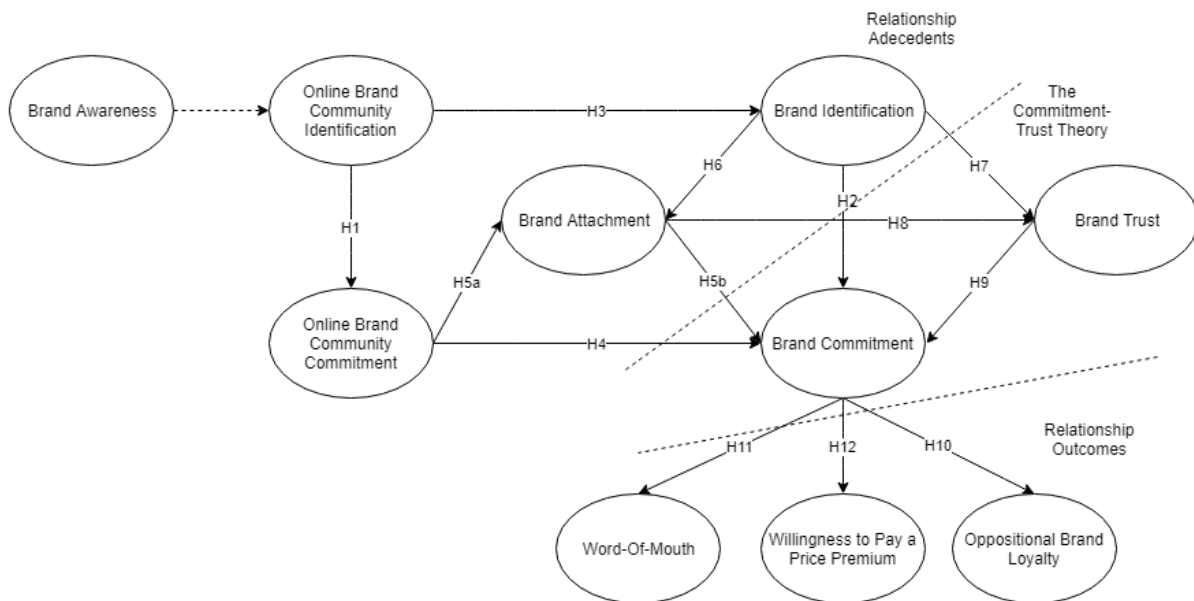 Relationship
Adecedents
Brand Awareness
Online Brand
Community
Identification
H3
Brand Identification
The
Commitment-
Trust Theory
H6
H7
H1
Brand Attachment
H2
H8
Brand Trust
H5a
H5b
H9
Online Brand
Community
Commitment
H4
Brand Commitment
H11
H12
H10
Relationship
Outcomes
Word-Of-Mouth
Willingness to Pay a
Price Premium
Oppositional Brand
Loyalty